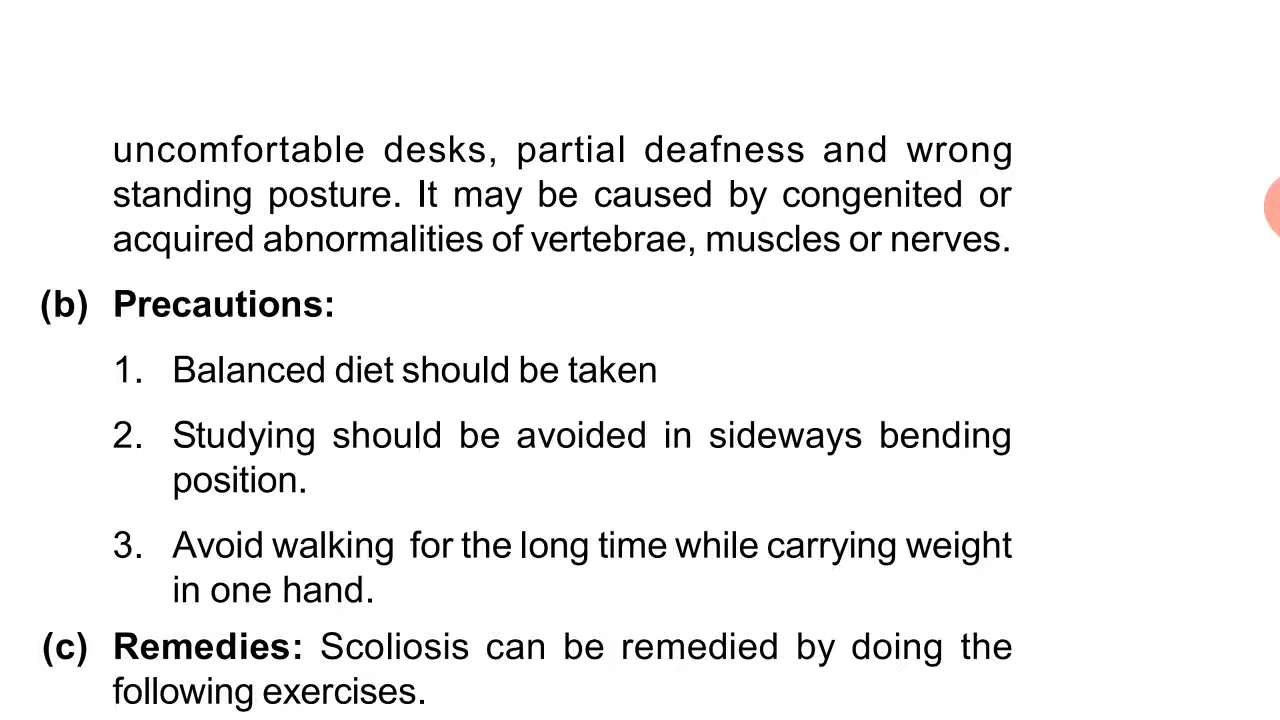 uncomfortable desks, partial deafness and wrong
standing posture. It may be caused by congenited or
acquired abnormalities of vertebrae, muscles or nerves.
(b) Precautions:
1. Balanced diet should be taken
2. Studying should be avoided in sideways bending
position.
3. Avoid walking for the long time while carrying weight
in one hand.
(c) Remedies: Scoliosis can be remedied by doing the
following exercises.